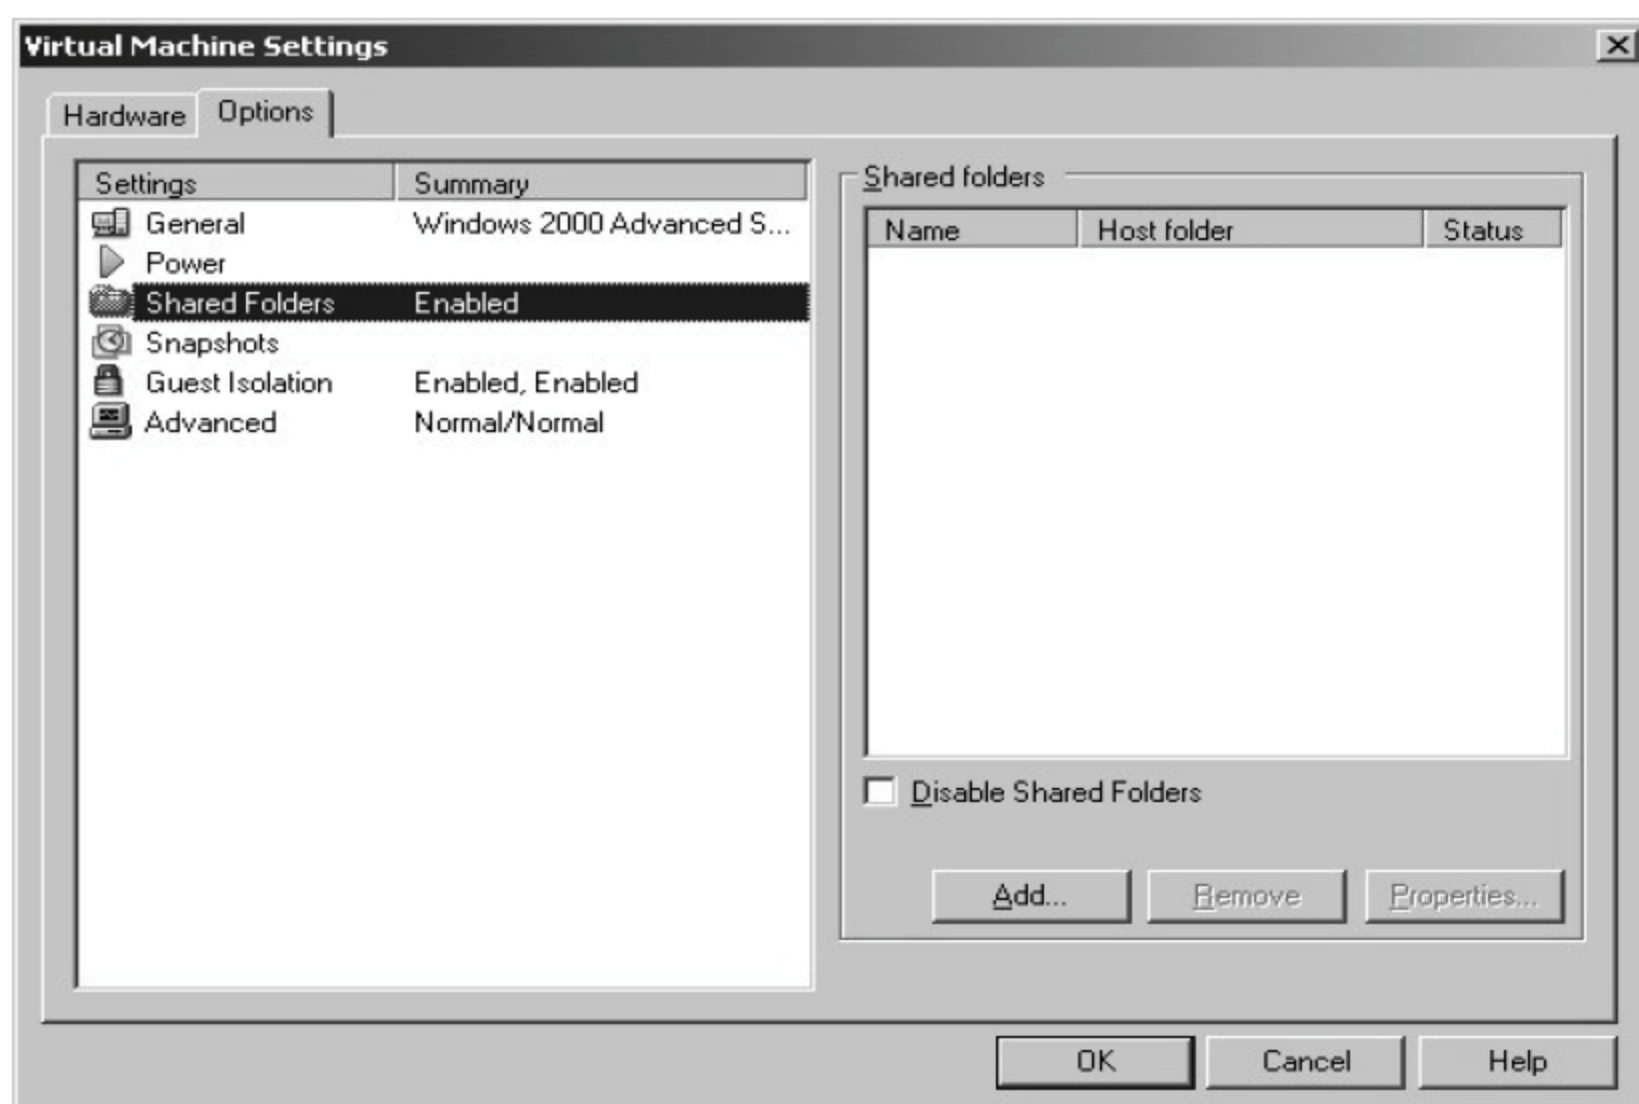 Virtual Machine Settings
Hardware Options
Settings Summary
General Windows 2000 Advanced S...
Power
Shared Folders Enabled
Snapshots
Guest Isolation Enabled, Enabled
Advanced Normal/Normal
Shared folders
Name Host folder Status
Disable Shared Folders
Add... Remove Properties...
OK Cancel Help